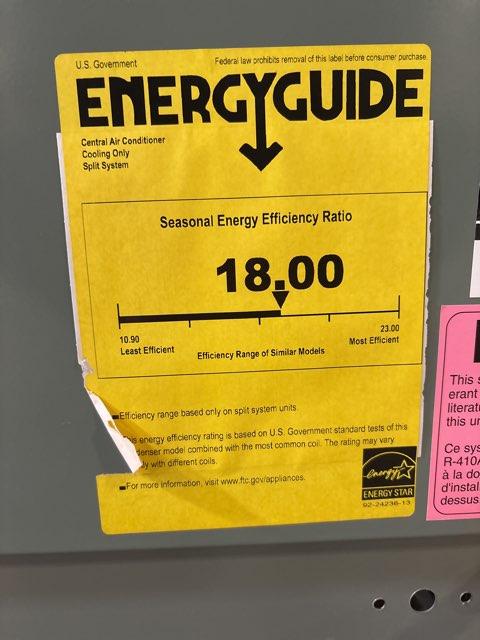 U.S. Government
Federal law prohibits removal of this label before consumer purchase.
ENERGYGUIDE
Central Air Conditioner
Cooling Only
Split System
Seasonal Energy Efficiency Ratio
18.00
10.90
Least Efficient
23.00
Most Efficient
Efficiency Range of Similar Models
Efficiency range based only on split system units.
energy efficiency rating is based on U.S. Government standard tests of this
model combined with the most common coil. The rating may vary
with different coils.
For more information, visit www.ftc.gov/appliances.
energy
ENERGY STAR
92-24236-13
This
erant
literat
this un
Ce sys
R-410A
à la do
d'instal
dessus